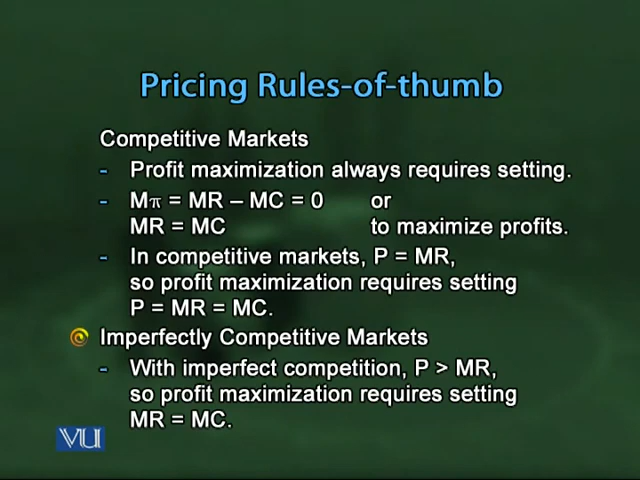 Pricing Rules-of-thumb
Competitive Markets
- Profit maximization always requires setting.
- Mπ = MR – MC = 0 or
MR = MC to maximize profits.
- In competitive markets, P = MR,
so profit maximization requires setting
P = MR = MC.
Imperfectly Competitive Markets
- With imperfect competition, P > MR,
so profit maximization requires setting
MR = MC.
VU